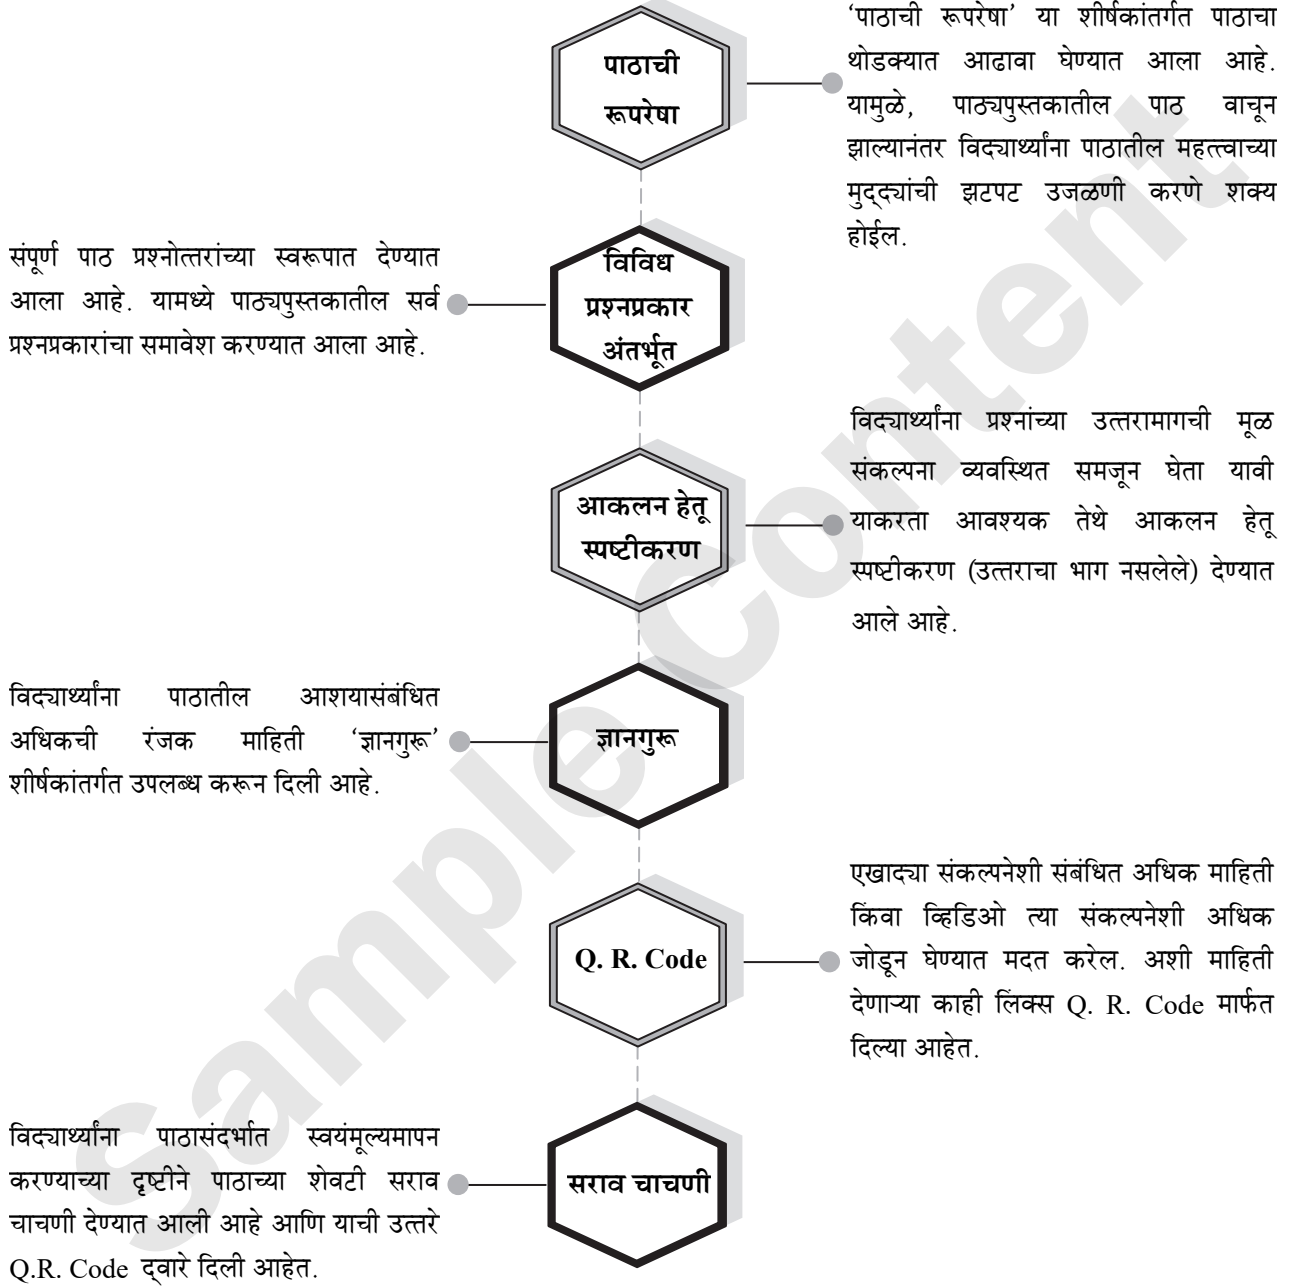 पाठाची
रूपरेषा
‘पाठाची रूपरेषा’ या शीर्षकांतर्गत पाठाचा
थोडक्यात आढावा घेण्यात आला आहे.
यामुळे, पाठ्यपुस्तकातील पाठ वाचून
झाल्यानंतर विद्यार्थ्यांना पाठातील महत्त्वाच्या
मुद्द्यांची झटपट उजळणी करणे शक्य
होईल.
विविध
प्रश्नप्रकार
अंतर्भूत
संपूर्ण पाठ प्रश्नोत्तरांच्या स्वरूपात देण्यात
आला आहे. यामध्ये पाठ्यपुस्तकातील सर्व
प्रश्नप्रकारांचा समावेश करण्यात आला आहे.
आकलन हेतू
स्पष्टीकरण
विद्यार्थ्यांना प्रश्नांच्या उत्तरामागची मूळ
संकल्पना व्यवस्थित समजून घेता यावी
याकरता आवश्यक तेथे आकलन हेतू
स्पष्टीकरण (उत्तराचा भाग नसलेले) देण्यात
आले आहे.
ज्ञानगुरू
विद्यार्थ्यांना पाठातील आशयासंबंधित
अधिकची रंजक माहिती ‘ज्ञानगुरू’
शीर्षकांतर्गत उपलब्ध करून दिली आहे.
Q. R. Code
एखाद्या संकल्पनेशी संबंधित अधिक माहिती
किंवा व्हिडिओ त्या संकल्पनेशी अधिक
जोडून घेण्यात मदत करेल. अशी माहिती
देणाऱ्या काही लिंक्स Q. R. Code मार्फत
दिल्या आहेत.
सराव चाचणी
विद्यार्थ्यांना पाठासंदर्भात स्वयंमूल्यमापन
करण्याच्या दृष्टीने पाठाच्या शेवटी सराव
चाचणी देण्यात आली आहे आणि याची उत्तरे
Q.R. Code द्वारे दिली आहेत.
Sample Content